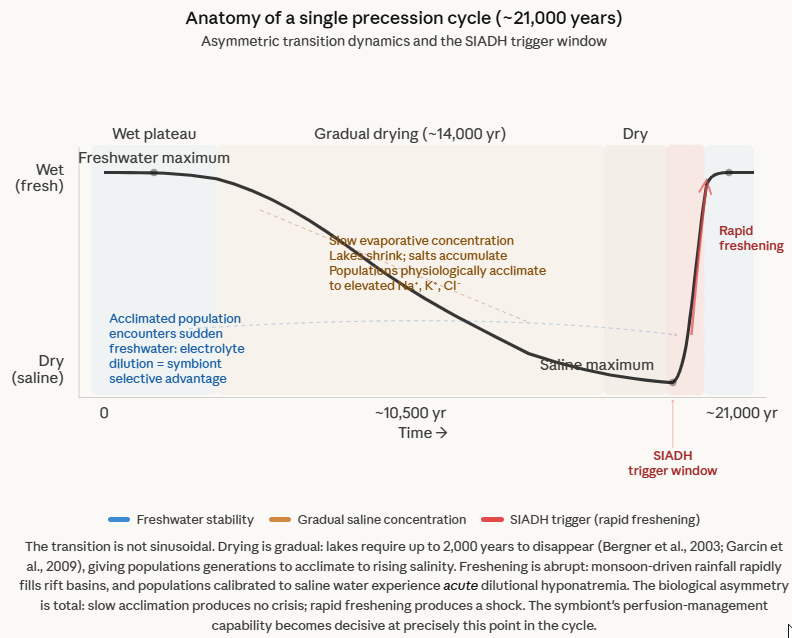 Anatomy of a single precession cycle (~21,000 years)
Asymmetric transition dynamics and the SIADH trigger window
Wet plateau
Gradual drying (~14,000 yr)
Dry
Freshwater maximum
Wet
(fresh)
Rapid
freshening
Slow evaporative concentration
Lakes shrink; salts accumulate
Populations physiologically acclimate
to elevated Na⁺, K⁺, Cl⁻
Acclimated population
encounters sudden
freshwater: electrolyte
dilution = symbiont
selective advantage
Dry
(saline)
Saline maximum
0
~10,500 yr
~21,000 yr
Time →
SIADH
trigger window
Freshwater stability
Gradual saline concentration
SIADH trigger (rapid freshening)
The transition is not sinusoidal. Drying is gradual: lakes require up to 2,000 years to disappear (Bergner et al., 2003; Garcin et
al., 2009), giving populations generations to acclimate to rising salinity. Freshening is abrupt: monsoon-driven rainfall rapidly
fills rift basins, and populations calibrated to saline water experience acute dilutional hyponatremia. The biological asymmetry
is total: slow acclimation produces no crisis; rapid freshening produces a shock. The symbiont's perfusion-management
capability becomes decisive at precisely this point in the cycle.